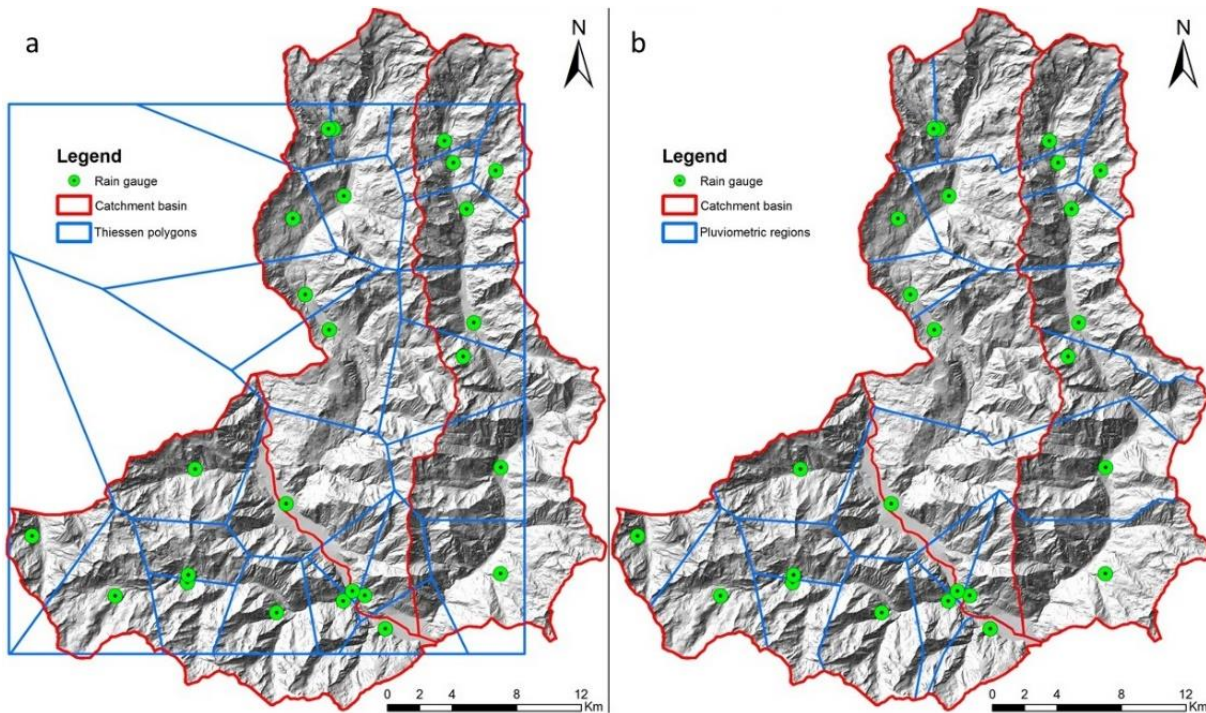 a
N
Legend
Rain gauge
Catchment basin
Thiessen polygons
0 2 4 8 12
Km
b
N
Legend
Rain gauge
Catchment basin
Pluviometric regions
0 2 4 8 12
Km